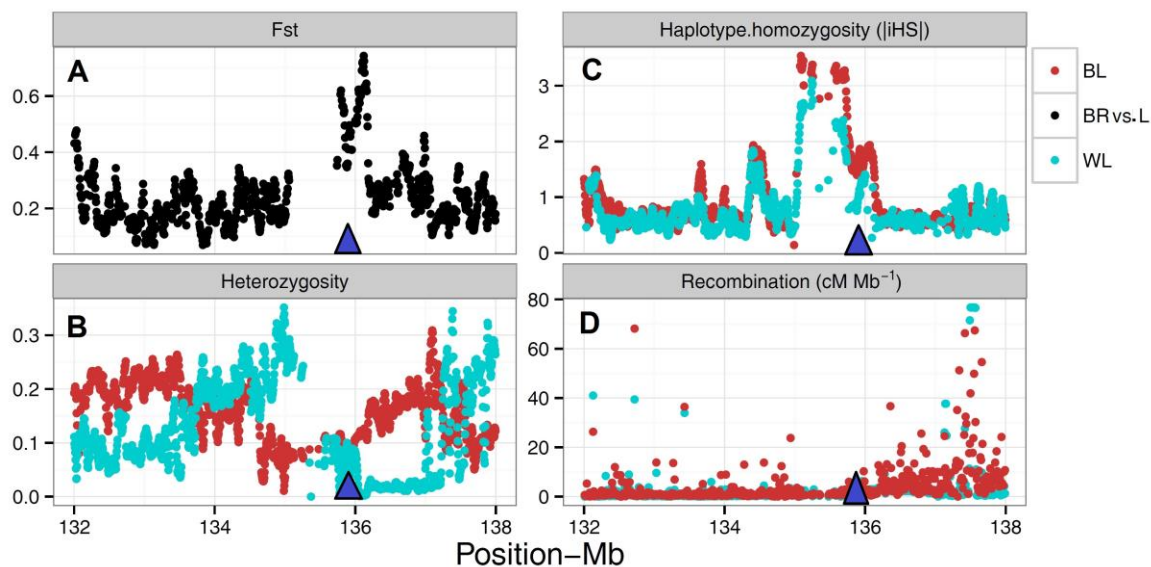 Fst
A
0.6
0.4
0.2
Haplotype.homozygosity (|iHS|)
C
3
2
1
0
BL
BR vs. L
WL
Heterozygosity
B
0.3
0.2
0.1
0.0
132 134 136 138
Recombination (cM Mb⁻¹)
D
80
60
40
20
0
132 134 136 138
Position−Mb